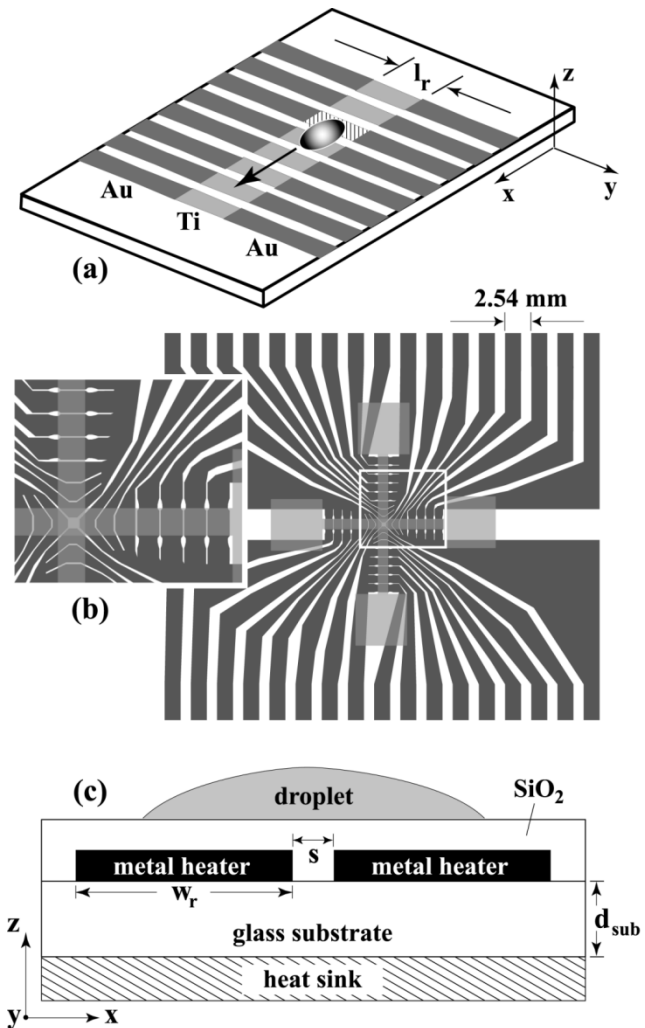 l_r
z
x
y
Au
Ti
Au
(a)
2.54 mm
(b)
(c)
droplet
SiO₂
metal heater
s
metal heater
w_r
d_sub
glass substrate
z
heat sink
y
x